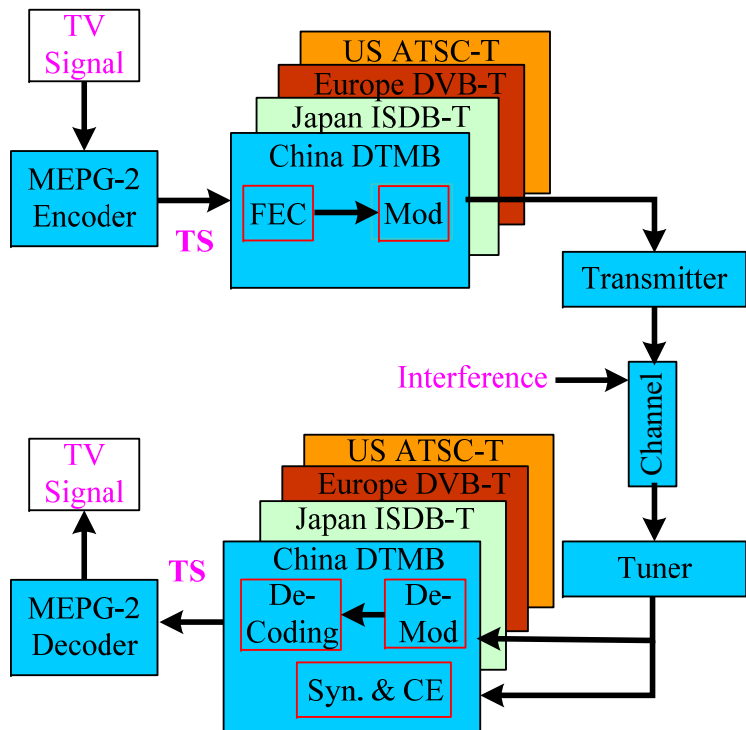 TV
Signal
US ATSC-T
Europe DVB-T
Japan ISDB-T
China DTMB
MEPG-2
Encoder
TS
FEC
Mod
Transmitter
Interference
Channel
TV
Signal
US ATSC-T
Europe DVB-T
Japan ISDB-T
China DTMB
Tuner
TS
MEPG-2
Decoder
De-
Coding
De-
Mod
Syn. & CE